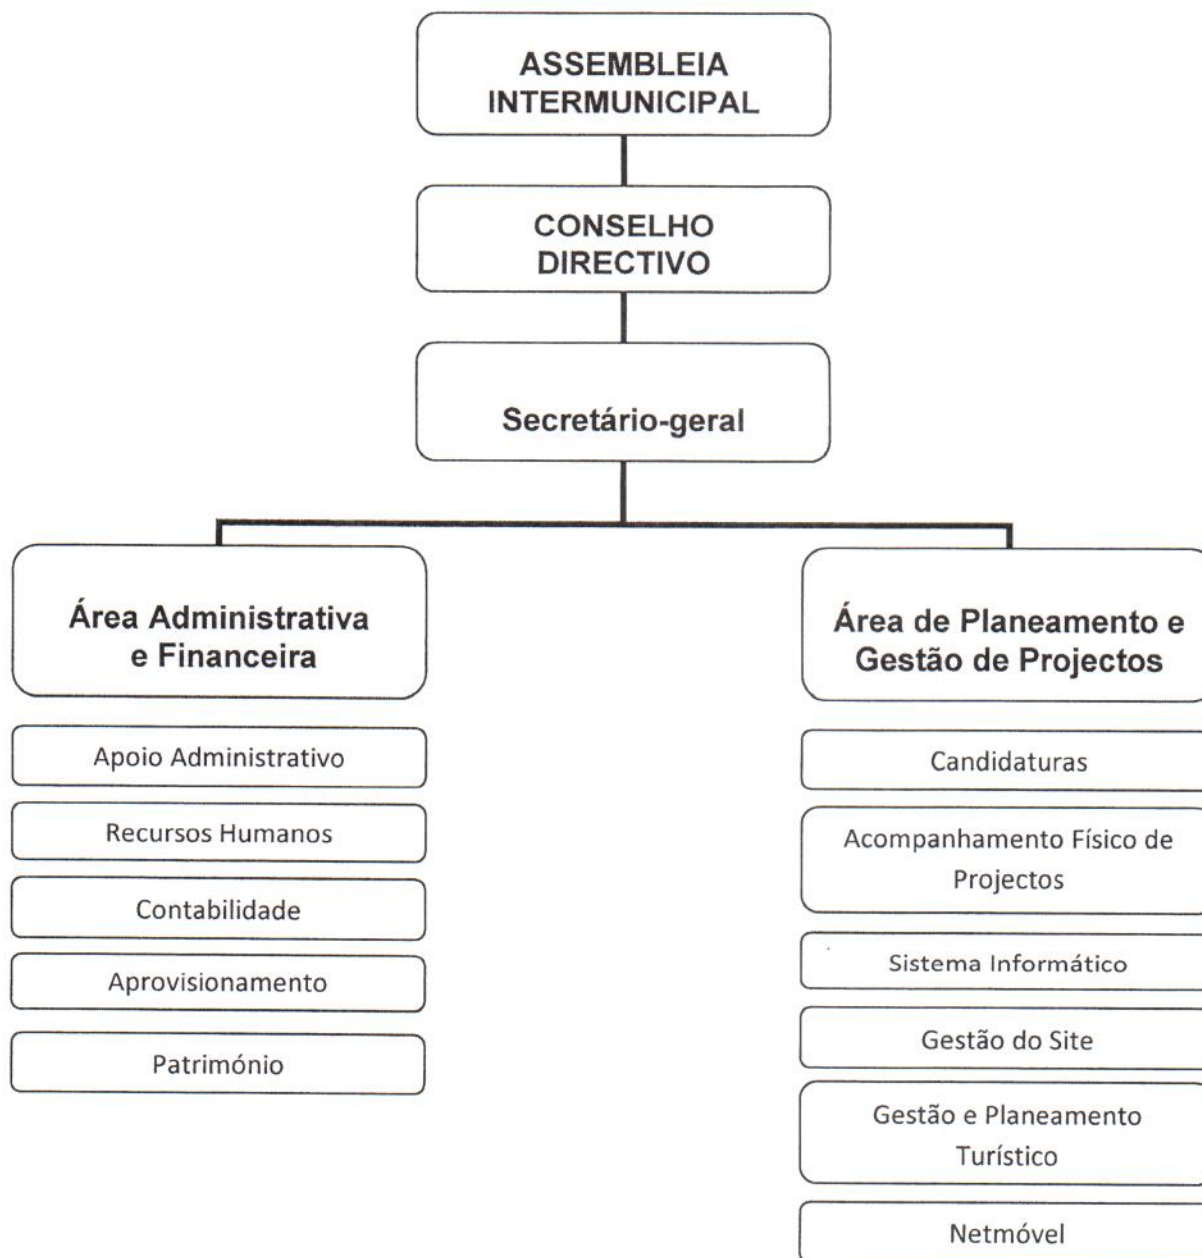 ASSEMBLEIA
INTERMUNICIPAL
CONSELHO
DIRECTIVO
Secretário-geral
Área Administrativa
e Financeira
Apoio Administrativo
Recursos Humanos
Contabilidade
Aprovisionamento
Património
Área de Planeamento e
Gestão de Projectos
Candidaturas
Acompanhamento Físico de
Projectos
Sistema Informático
Gestão do Site
Gestão e Planeamento
Turístico
Netmóvel